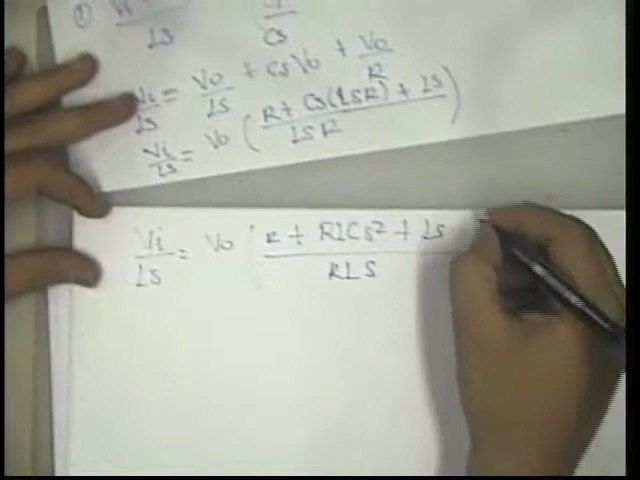 ①
LS
Cs
Vi/LS = Vo/LS + CsVo + Vo/R
Vi/LS = Vo ( R + Cs(LSR) + LS / LSR )
Vi/LS = Vo ( R + RLCs² + LS / RLS